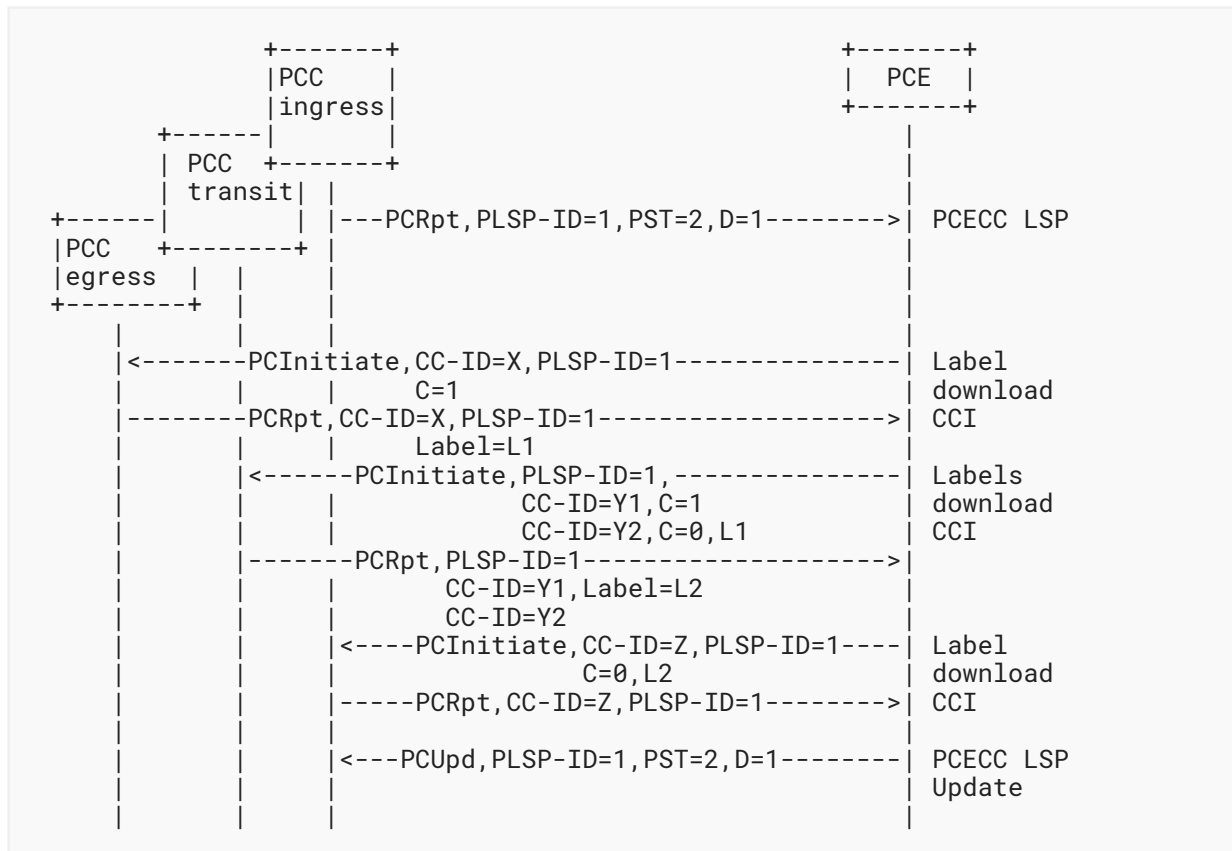 +-------+ +-------+
|PCC | | PCE |
|ingress| +-------+
+------| | |
| PCC +-------+ |
| transit| | |
+------| | |---PCRpt,PLSP-ID=1,PST=2,D=1-------->| PCECC LSP
|PCC +--------+ | |
|egress | | | |
+--------+ | | |
| | | |
|<-------PCInitiate,CC-ID=X,PLSP-ID=1---------------| Label
| | | C=1 | download
|--------PCRpt,CC-ID=X,PLSP-ID=1------------------->| CCI
| | | Label=L1 |
| |<------PCInitiate,PLSP-ID=1,---------------| Labels
| | | CC-ID=Y1,C=1 | download
| | | CC-ID=Y2,C=0,L1 | CCI
| |-------PCRpt,PLSP-ID=1-------------------->|
| | | CC-ID=Y1,Label=L2 |
| | | CC-ID=Y2 |
| | |<----PCInitiate,CC-ID=Z,PLSP-ID=1----| Label
| | | C=0,L2 | download
| | |-----PCRpt,CC-ID=Z,PLSP-ID=1-------->| CCI
| | | |
| | |<---PCUpd,PLSP-ID=1,PST=2,D=1--------| PCECC LSP
| | | | Update
| | | |